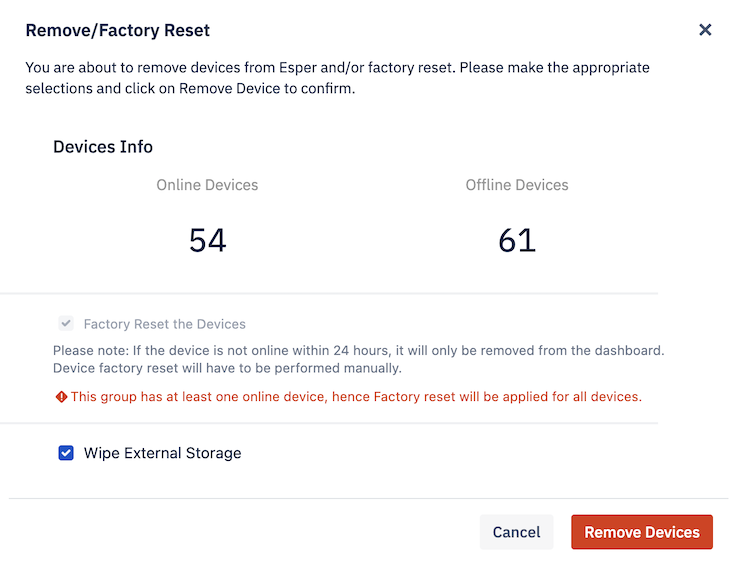 Remove/Factory Reset
You are about to remove devices from Esper and/or factory reset. Please make the appropriate
selections and click on Remove Device to confirm.
Devices Info
Online Devices
Offline Devices
54
61
Factory Reset the Devices
Please note: If the device is not online within 24 hours, it will only be removed from the dashboard.
Device factory reset will have to be performed manually.
This group has at least one online device, hence Factory reset will be applied for all devices.
Wipe External Storage
Cancel
Remove Devices